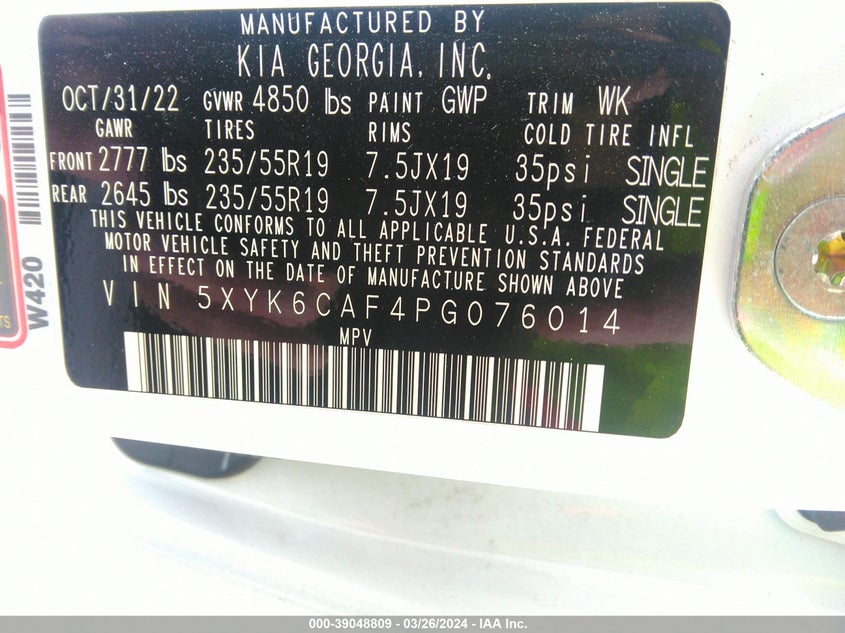 MANUFACTURED BY
KIA GEORGIA, INC.
OCT/31/22 GVWR 4850 lbs PAINT GWP TRIM WK
GAWR TIRES RIMS COLD TIRE INFL
FRONT 2777 lbs 235/55R19 7.5JX19 35psi SINGLE
REAR 2645 lbs 235/55R19 7.5JX19 35psi SINGLE
THIS VEHICLE CONFORMS TO ALL APPLICABLE U.S.A. FEDERAL
MOTOR VEHICLE SAFETY AND THEFT PREVENTION STANDARDS
IN EFFECT ON THE DATE OF MANUFACTURE SHOWN ABOVE
VIN 5XYK6CAF4PG076014
MPV
W420
TS
000-39048809 - 03/26/2024 - IAA Inc.